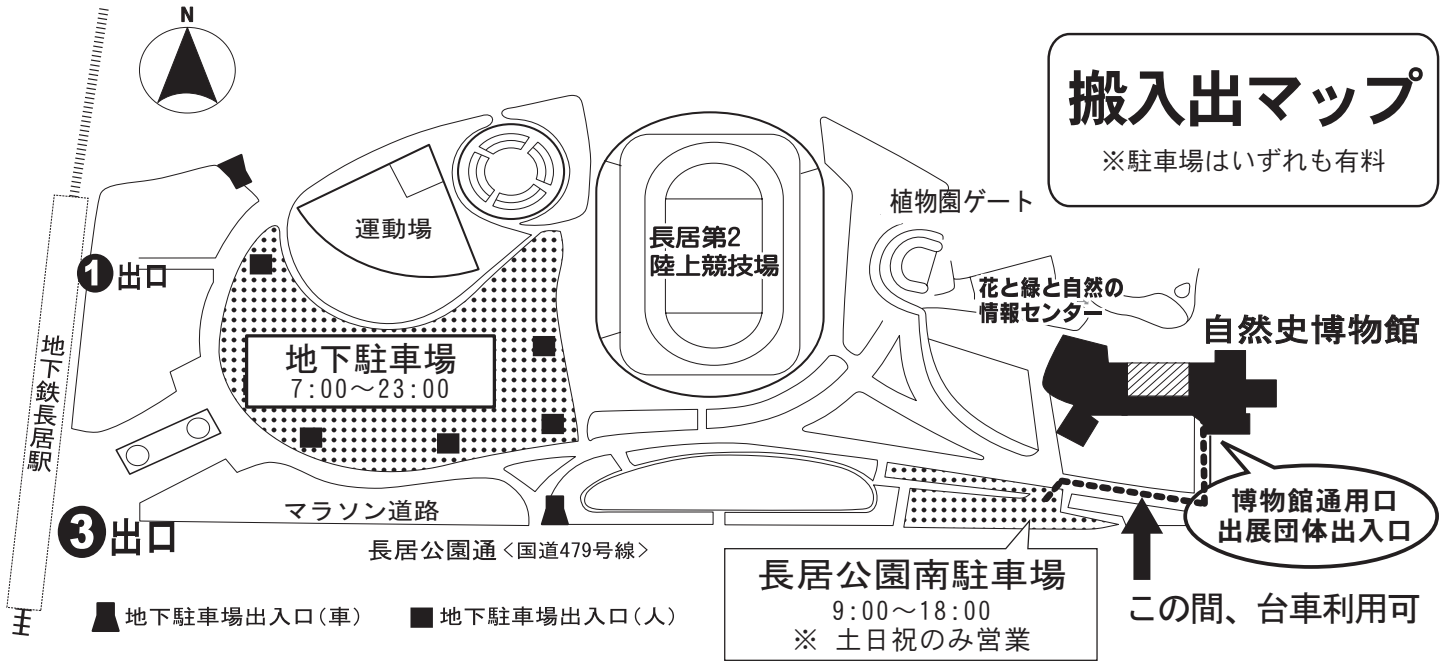 N
搬入出マップ
※駐車場はいずれも有料
植物園ゲート
運動場
長居第2
陸上競技場
❶出口
花と緑と自然の
情報センター
自然史博物館
地下鉄長居駅
地下駐車場
7:00～23:00
博物館通用口
出展団体出入口
マラソン道路
❸出口
長居公園通<国道479号線>
長居公園南駐車場
9:00～18:00
※ 土日祝のみ営業
この間、台車利用可
地下駐車場出入口(車)
地下駐車場出入口(人)